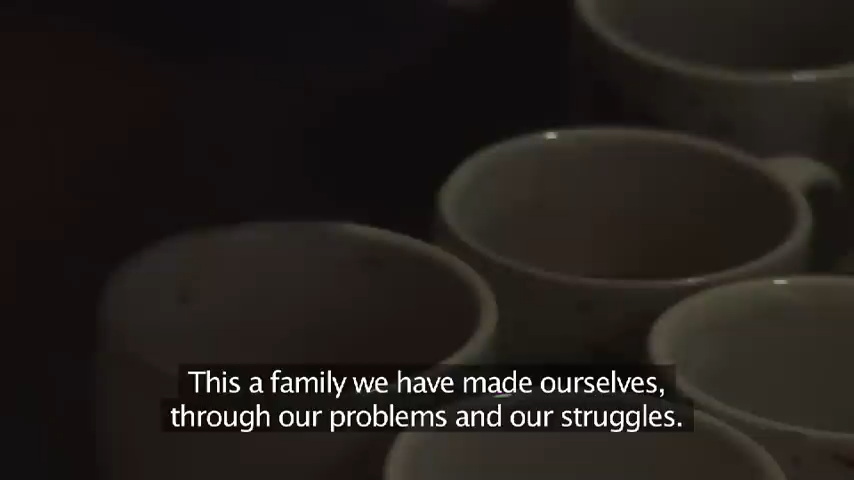 This a family we have made ourselves,
through our problems and our struggles.